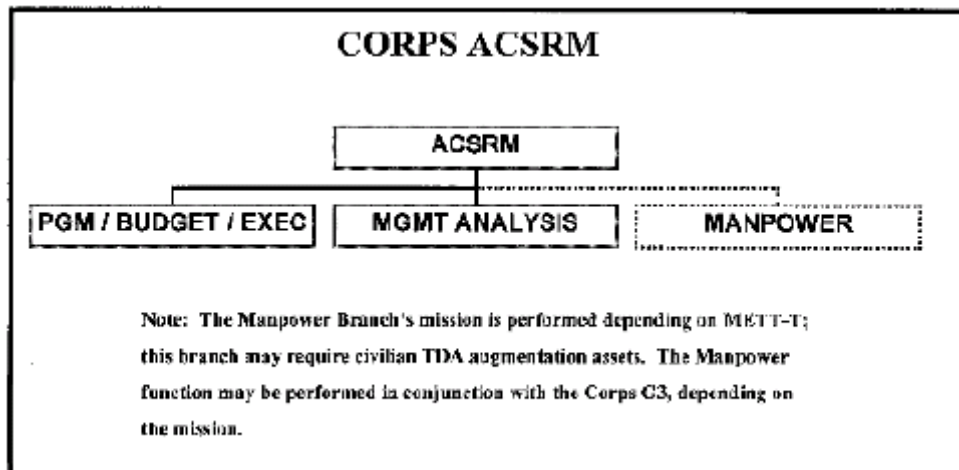 CORPS ACSRM
ACSRM
PGM / BUDGET / EXEC
MGMT ANALYSIS
MANPOWER
Note: The Manpower Branch's mission is performed depending on METT-T;
this branch may require civilian TDA augmentation assets. The Manpower
function may be performed in conjunction with the Corps G3, depending on
the mission.